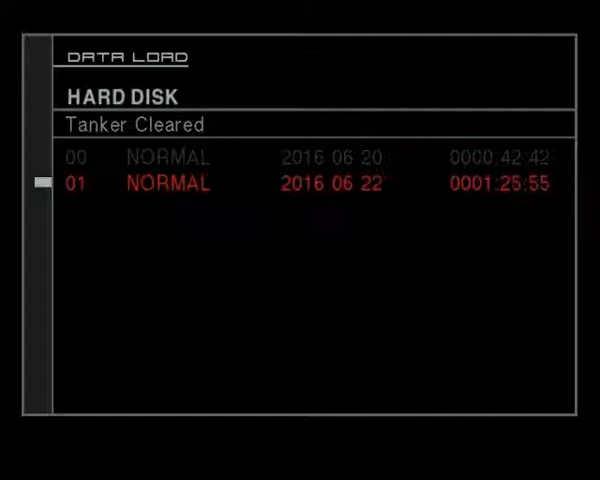 DATA LOAD
HARD DISK
Tanker Cleared
00 NORMAL 2016 06 20 0000:42:42
01 NORMAL 2016 06 22 0001:25:55